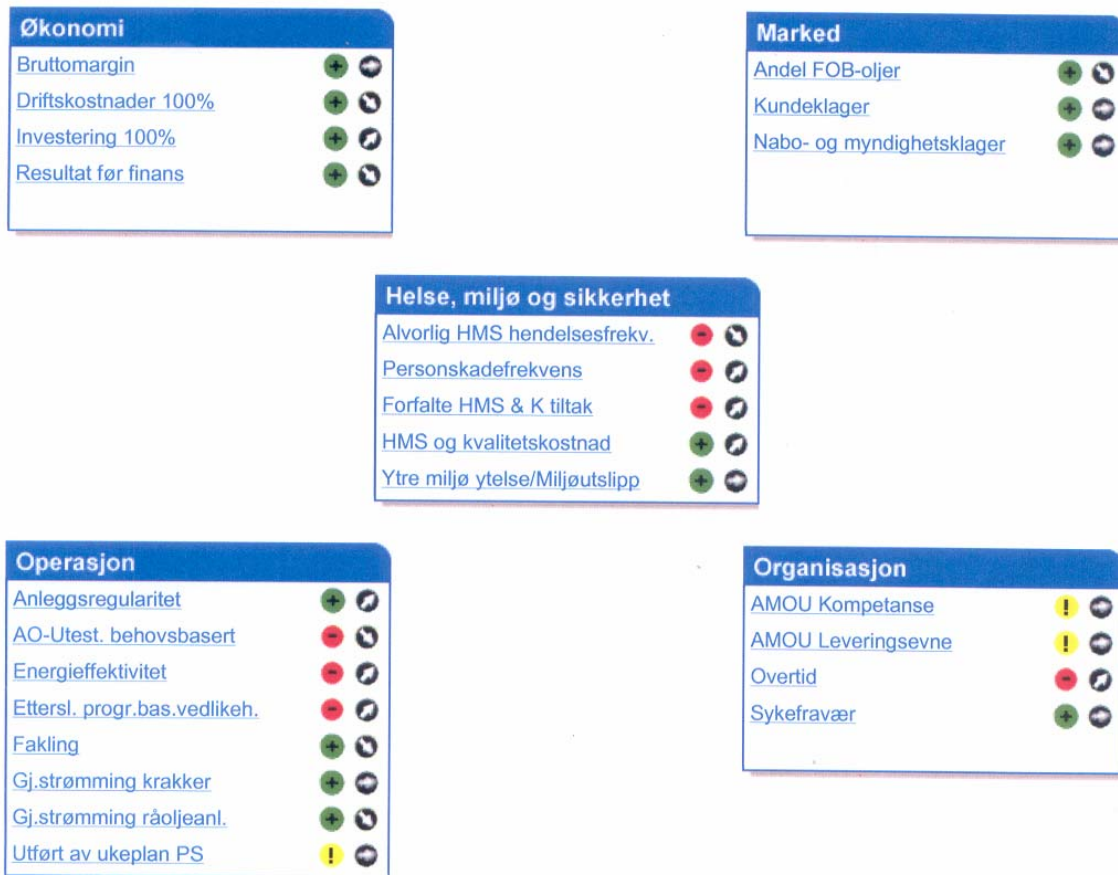 Økonomi
Bruttomargin
Driftskostnader 100%
Investering 100%
Resultat før finans
Marked
Andel FOB-oljer
Kundeklager
Nabo- og myndighetsklager
Helse, miljø og sikkerhet
Alvorlig HMS hendelsesfrekv.
Personskadefrekvens
Forfalte HMS & K tiltak
HMS og kvalitetskostnad
Ytre miljø ytelse/Miljøutslipp
Operasjon
Anleggsregularitet
AO-Utest. behovsbasert
Energieffektivitet
Ettersl. progr.bas.vedlikeh.
Fakling
Gj.strømming krakker
Gj.strømming råoljeanl.
Utført av ukeplan PS
Organisasjon
AMOU Kompetanse
AMOU Leveringsevne
Overtid
Sykefravær